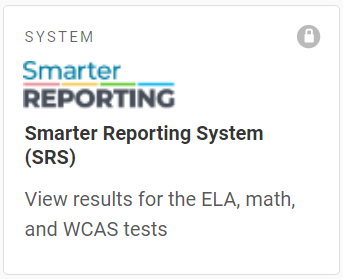 SYSTEM
Smarter
REPORTING
Smarter Reporting System
(SRS)
View results for the ELA, math,
and WCAS tests